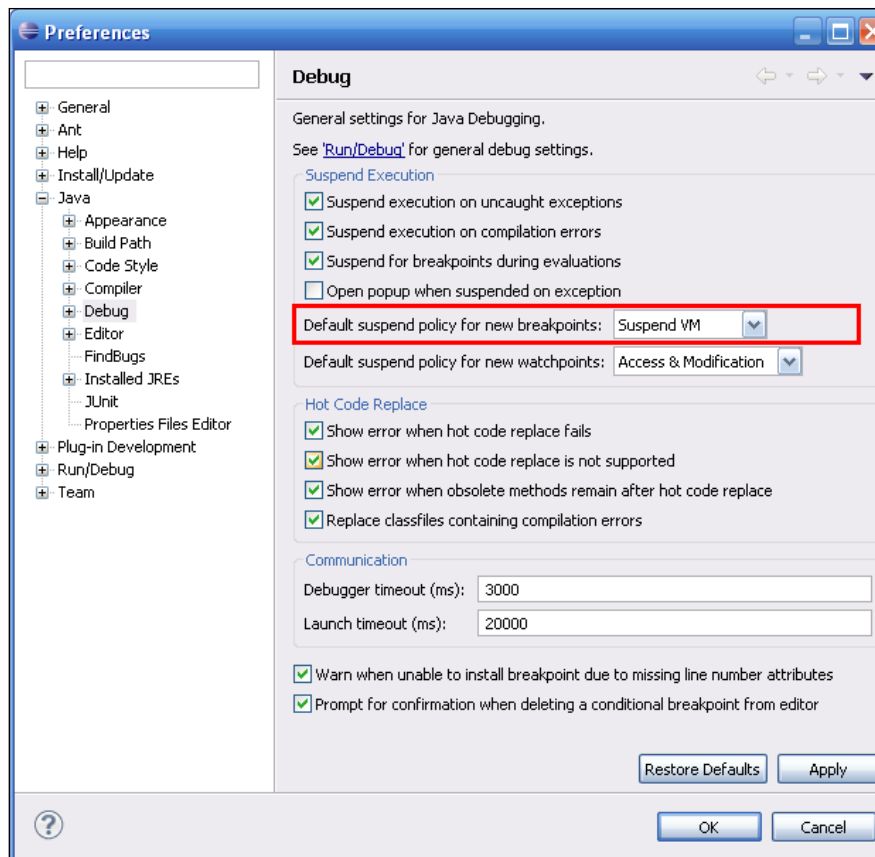 Preferences
General
Ant
Help
Install/Update
Java
Appearance
Build Path
Code Style
Compiler
Debug
Editor
FindBugs
Installed JREs
JUnit
Properties Files Editor
Plug-in Development
Run/Debug
Team
Debug
General settings for Java Debugging.
See 'Run/Debug' for general debug settings.
Suspend Execution
Suspend execution on uncaught exceptions
Suspend execution on compilation errors
Suspend for breakpoints during evaluations
Open popup when suspended on exception
Default suspend policy for new breakpoints: Suspend VM
Default suspend policy for new watchpoints: Access & Modification
Hot Code Replace
Show error when hot code replace fails
Show error when hot code replace is not supported
Show error when obsolete methods remain after hot code replace
Replace classfiles containing compilation errors
Communication
Debugger timeout (ms): 3000
Launch timeout (ms): 20000
Warn when unable to install breakpoint due to missing line number attributes
Prompt for confirmation when deleting a conditional breakpoint from editor
Restore Defaults Apply
OK Cancel